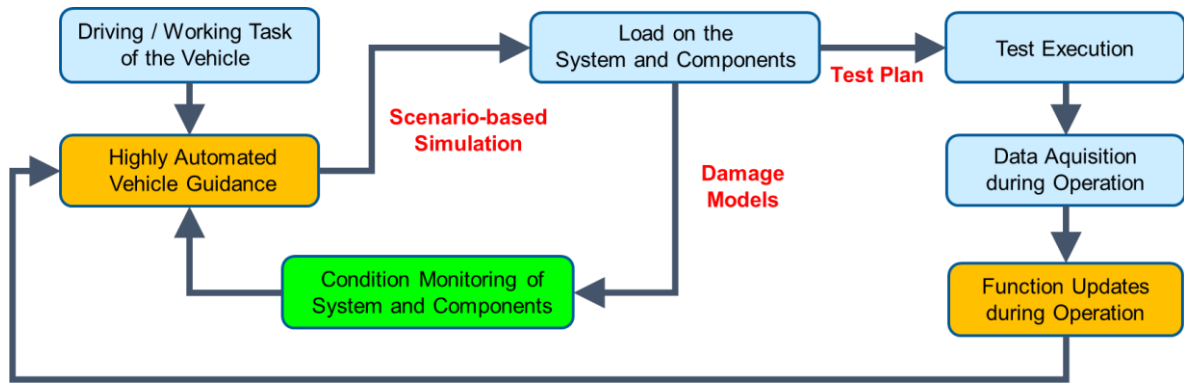 Driving / Working Task
of the Vehicle
Load on the
System and Components
Test Execution
Test Plan
Scenario-based
Simulation
Highly Automated
Vehicle Guidance
Damage
Models
Data Aquisition
during Operation
Condition Monitoring of
System and Components
Function Updates
during Operation